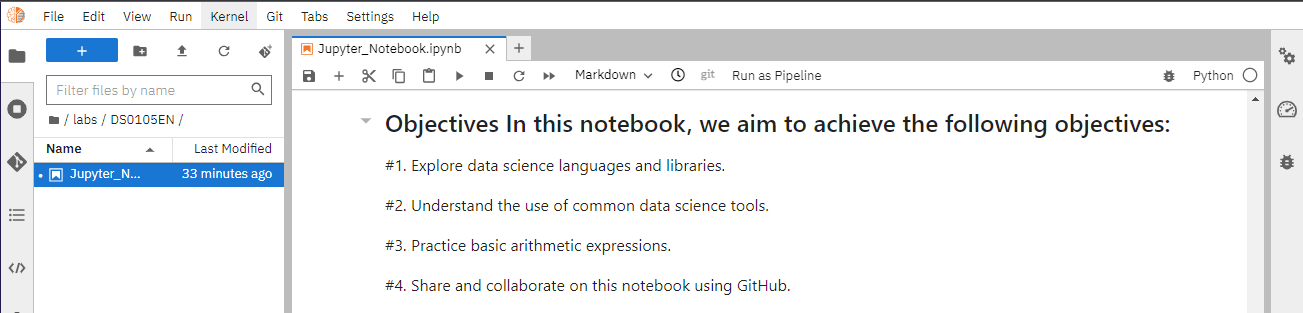 File Edit View Run Kernel Git Tabs Settings Help
+
Jupyter_Notebook.ipynb × +
Filter files by name
Markdown git Run as Pipeline Python
/ labs / DS0105EN /
Name Last Modified
Jupyter_N... 33 minutes ago
Objectives In this notebook, we aim to achieve the following objectives:
#1. Explore data science languages and libraries.
#2. Understand the use of common data science tools.
#3. Practice basic arithmetic expressions.
#4. Share and collaborate on this notebook using GitHub.